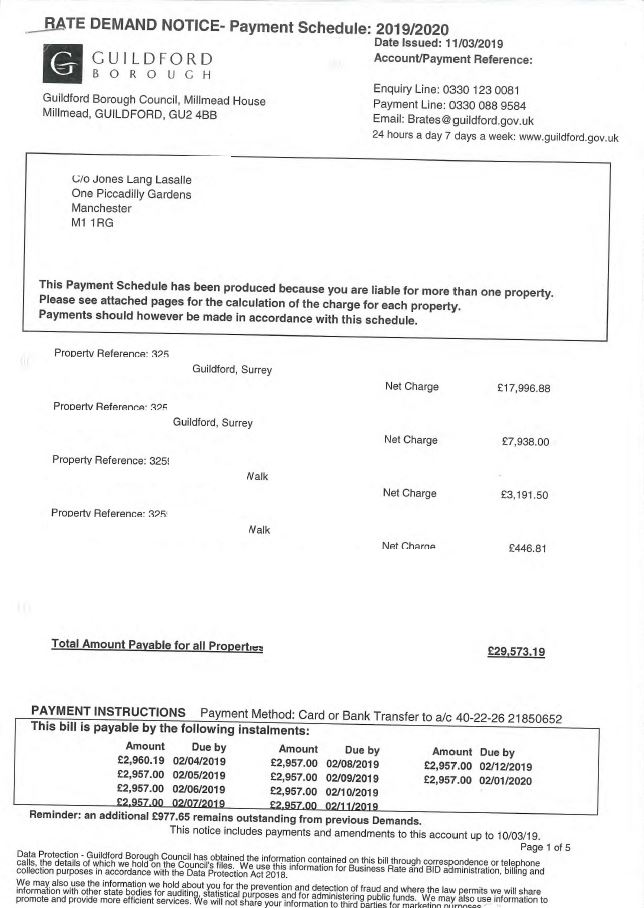 RATE DEMAND NOTICE- Payment Schedule: 2019/2020
Date Issued: 11/03/2019
Account/Payment Reference:
G GUILDFORD
BOROUGH
Enquiry Line: 0330 123 0081
Payment Line: 0330 088 9584
Email: Brates@guildford.gov.uk
24 hours a day 7 days a week: www.guildford.gov.uk
Guildford Borough Council, Millmead House
Millmead, GUILDFORD, GU2 4BB
C/o Jones Lang Lasalle
One Piccadilly Gardens
Manchester
M1 1RG
This Payment Schedule has been produced because you are liable for more than one property.
Please see attached pages for the calculation of the charge for each property.
Payments should however be made in accordance with this schedule.
Property Reference: 325
Guildford, Surrey
Net Charge £17,996.88
Property Reference: 325
Guildford, Surrey
Net Charge £7,938.00
Property Reference: 325
Walk
Net Charge £3,191.50
Property Reference: 325
Walk
Net Charge £446.81
Total Amount Payable for all Properties £29,573.19
PAYMENT INSTRUCTIONS Payment Method: Card or Bank Transfer to a/c 40-22-26 21850652
This bill is payable by the following instalments:
Amount Due by Amount Due by Amount Due by
£2,960.19 02/04/2019 £2,957.00 02/08/2019 £2,957.00 02/12/2019
£2,957.00 02/05/2019 £2,957.00 02/09/2019 £2,957.00 02/01/2020
£2,957.00 02/06/2019 £2,957.00 02/10/2019
£2,957.00 02/07/2019 £2,957.00 02/11/2019
Reminder: an additional £977.65 remains outstanding from previous Demands.
This notice includes payments and amendments to this account up to 10/03/19.
Page 1 of 5
Data Protection - Guildford Borough Council has obtained the information contained on this bill through correspondence or telephone
calls, the details of which we hold on the Council's files. We use this information for Business Rate and BID administration, billing and
collection purposes in accordance with the Data Protection Act 2018.
We may also use the information we hold about you for the prevention and detection of fraud and where the law permits we will share
information with other state bodies for auditing, statistical purposes and for administering public funds. We may also use information to
promote and provide more efficient services. We will not share your information to third parties for marketing purposes